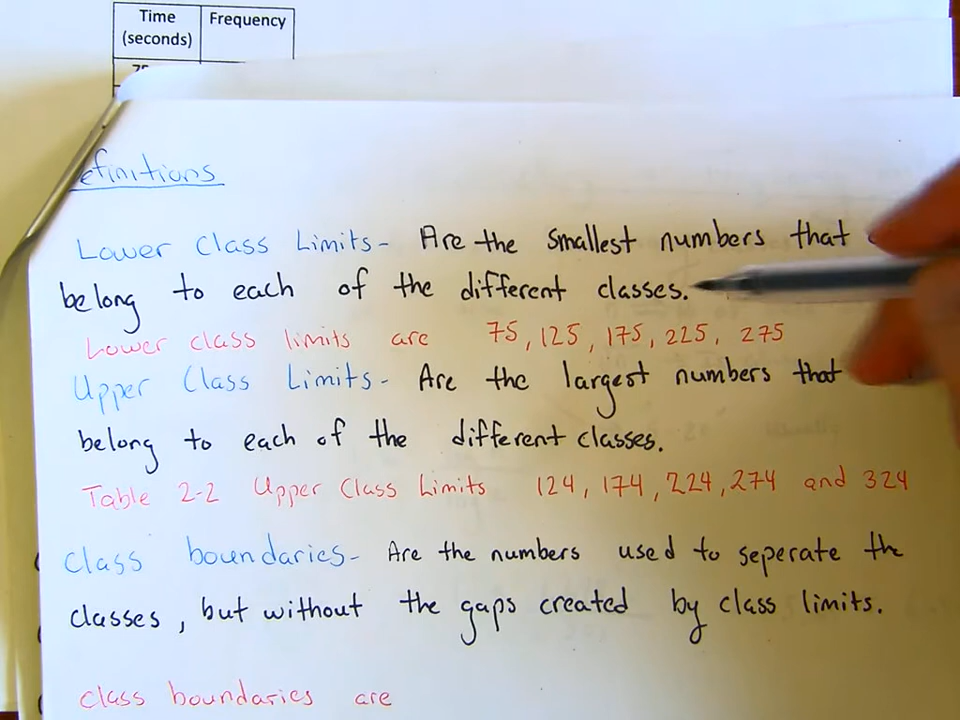 Time Frequency
(seconds)
efinitions
Lower Class Limits- Are the smallest numbers that
belong to each of the different classes.
Lower class limits are 75, 125, 175, 225, 275
Upper Class Limits- Are the largest numbers that
belong to each of the different classes.
Table 2-2 Upper Class Limits 124, 174, 224, 274 and 324
Class boundaries- Are the numbers used to seperate the
classes, but without the gaps created by class limits.
class boundaries are